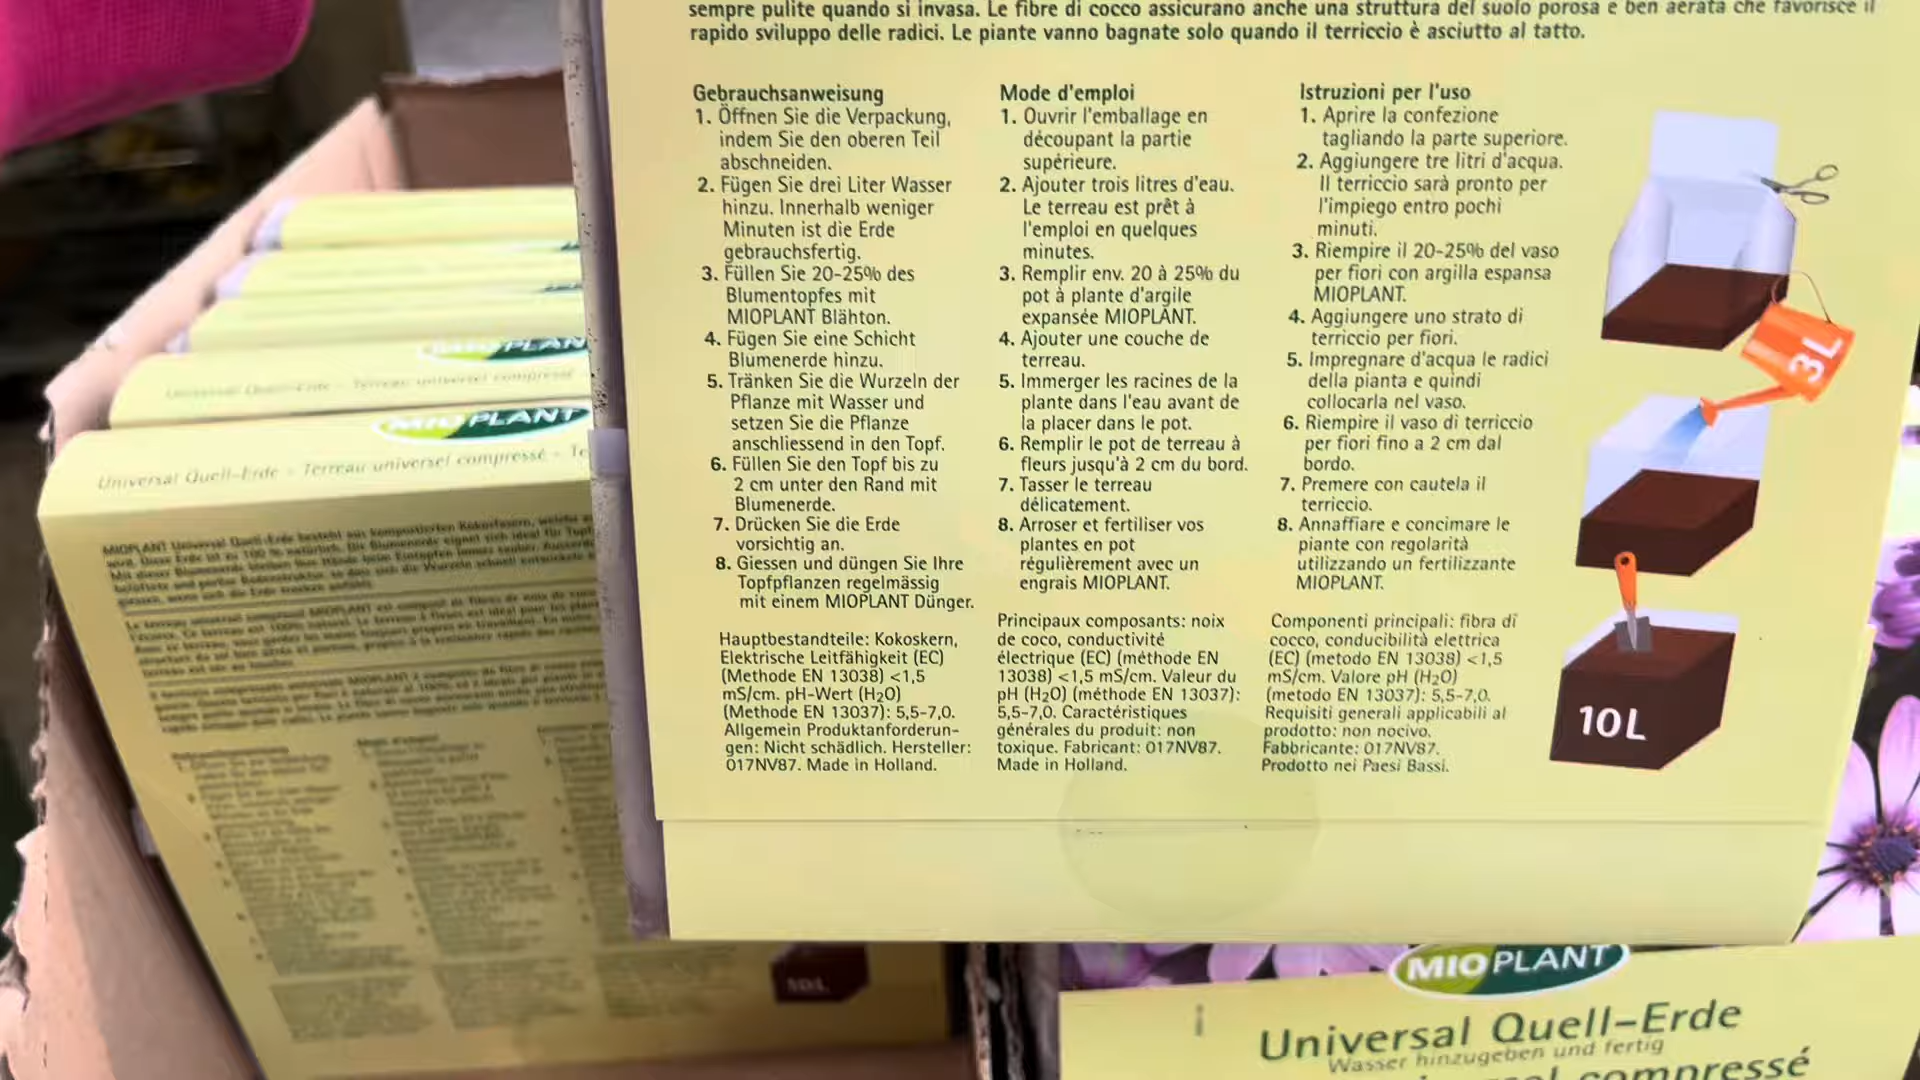 sempre pulite quando si invasa. Le fibre di cocco assicurano anche una struttura del suolo porosa e ben aerata che favorisce il
rapido sviluppo delle radici. Le piante vanno bagnate solo quando il terriccio è asciutto al tatto.
Gebrauchsanweisung
1. Öffnen Sie die Verpackung,
indem Sie den oberen Teil
abschneiden.
2. Fügen Sie drei Liter Wasser
hinzu. Innerhalb weniger
Minuten ist die Erde
gebrauchsfertig.
3. Füllen Sie 20-25% des
Blumentopfes mit
MIOPLANT Blähton.
4. Fügen Sie eine Schicht
Blumenerde hinzu.
5. Tränken Sie die Wurzeln der
Pflanze mit Wasser und
setzen Sie die Pflanze
anschliessend in den Topf.
6. Füllen Sie den Topf bis zu
2 cm unter den Rand mit
Blumenerde.
7. Drücken Sie die Erde
vorsichtig an.
8. Giessen und düngen Sie Ihre
Topfpflanzen regelmässig
mit einem MIOPLANT Dünger.
Hauptbestandteile: Kokoskern,
Elektrische Leitfähigkeit (EC)
(Methode EN 13038) <1,5
mS/cm. pH-Wert (H₂O)
(Methode EN 13037): 5,5-7,0.
Allgemein Produktanforderun-
gen: Nicht schädlich. Hersteller:
017NV87. Made in Holland.
Mode d'emploi
1. Ouvrir l'emballage en
découpant la partie
supérieure.
2. Ajouter trois litres d'eau.
Le terreau est prêt à
l'emploi en quelques
minutes.
3. Remplir env. 20 à 25% du
pot à plante d'argile
expansée MIOPLANT.
4. Ajouter une couche de
terreau.
5. Immerger les racines de la
plante dans l'eau avant de
la placer dans le pot.
6. Remplir le pot de terreau à
fleurs jusqu'à 2 cm du bord.
7. Tasser le terreau
délicatement.
8. Arroser et fertiliser vos
plantes en pot
régulièrement avec un
engrais MIOPLANT.
Principaux composants: noix
de coco, conductivité
électrique (EC) (méthode EN
13038) <1,5 mS/cm. Valeur du
pH (H₂O) (méthode EN 13037):
5,5-7,0. Caractéristiques
générales du produit: non
toxique. Fabricant: 017NV87.
Made in Holland.
Istruzioni per l'uso
1. Aprire la confezione
tagliando la parte superiore.
2. Aggiungere tre litri d'acqua.
Il terriccio sarà pronto per
l'impiego entro pochi
minuti.
3. Riempire il 20-25% del vaso
per fiori con argilla espansa
MIOPLANT.
4. Aggiungere uno strato di
terriccio per fiori.
5. Impregnare d'acqua le radici
della pianta e quindi
collocarla nel vaso.
6. Riempire il vaso di terriccio
per fiori fino a 2 cm dal
bordo.
7. Premere con cautela il
terriccio.
8. Annaffiare e concimare le
piante con regolarità
utilizzando un fertilizzante
MIOPLANT.
Componenti principali: fibra di
cocco, conducibilità elettrica
(EC) (metodo EN 13038) <1,5
mS/cm. Valore pH (H₂O)
(metodo EN 13037): 5,5-7,0.
Requisiti generali applicabili al
prodotto: non nocivo.
Fabbricante: 017NV87.
Prodotto nei Paesi Bassi.
3L
10L
MIOPLANT
MIOPLANT
Universal Quell-Erde - Terreau universel compressé - Te
10L
MIOPLANT
Universal Quell-Erde
Wasser hinzugeben und fertig
compressé